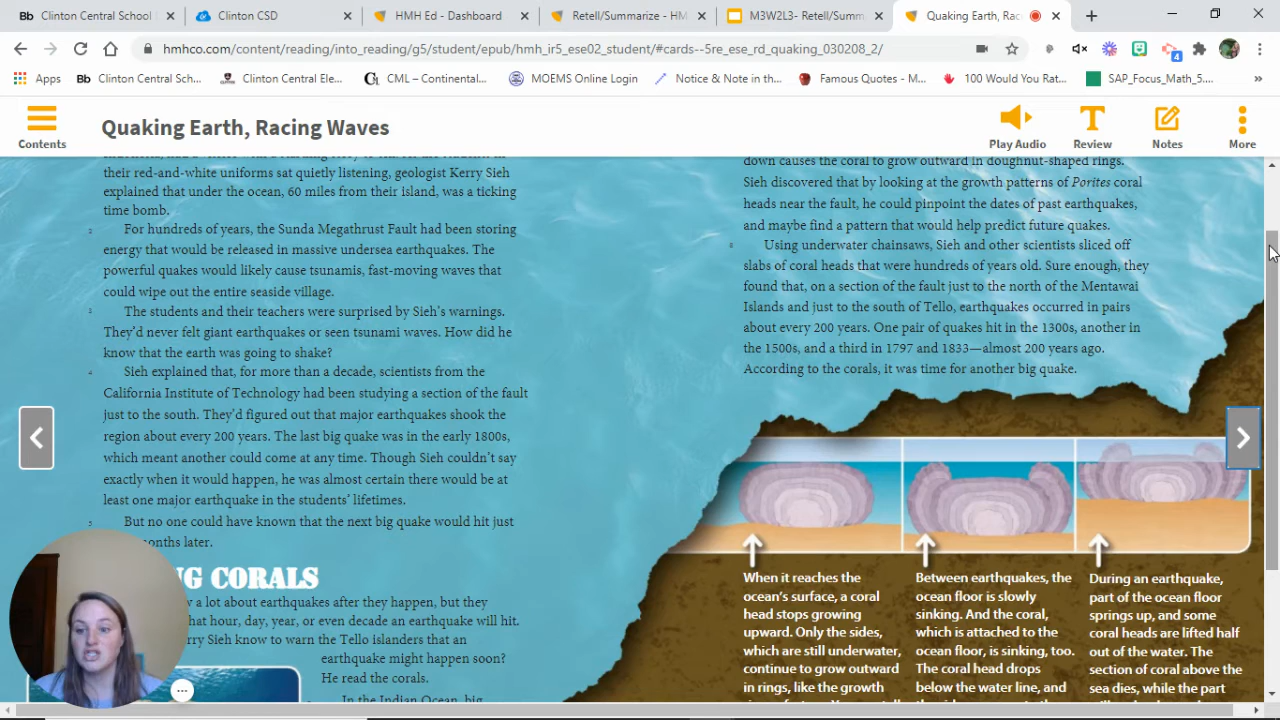 Clinton Central School
Clinton CSD
HMH Ed - Dashboard
Retell/Summarize - HM
M3W2L3- Retell/Summ
Quaking Earth, Rac
hmhco.com/content/reading/into_reading/g5/student/epub/hmh_ir5_ese02_student/#cards--5re_ese_rd_quaking_030208_2/
4
Apps
Clinton Central Sch...
Clinton Central Ele...
CML – Continental...
MOEMS Online Login
Notice & Note in th...
Famous Quotes - M...
100 Would You Rat...
SAP_Focus_Math_5....
Contents
Quaking Earth, Racing Waves
Play Audio
Review
Notes
More
their red-and-white uniforms sat quietly listening, geologist Kerry Sieh
explained that under the ocean, 60 miles from their island, was a ticking
time bomb.
For hundreds of years, the Sunda Megathrust Fault had been storing
energy that would be released in massive undersea earthquakes. The
powerful quakes would likely cause tsunamis, fast-moving waves that
could wipe out the entire seaside village.
The students and their teachers were surprised by Sieh's warnings.
They'd never felt giant earthquakes or seen tsunami waves. How did he
know that the earth was going to shake?
4
Sieh explained that, for more than a decade, scientists from the
California Institute of Technology had been studying a section of the fault
just to the south. They'd figured out that major earthquakes shook the
region about every 200 years. The last big quake was in the early 1800s,
which meant another could come at any time. Though Sieh couldn't say
exactly when it would happen, he was almost certain there would be at
least one major earthquake in the students' lifetimes.
5
But no one could have known that the next big quake would hit just
onths later.
G CORALS
a lot about earthquakes after they happen, but they
hat hour, day, year, or even decade an earthquake will hit.
rry Sieh know to warn the Tello islanders that an
earthquake might happen soon?
He read the corals.
In the Indian Ocean, big
down causes the coral to grow outward in doughnut-shaped rings.
Sieh discovered that by looking at the growth patterns of Porites coral
heads near the fault, he could pinpoint the dates of past earthquakes,
and maybe find a pattern that would help predict future quakes.
8
Using underwater chainsaws, Sieh and other scientists sliced off
slabs of coral heads that were hundreds of years old. Sure enough, they
found that, on a section of the fault just to the north of the Mentawai
Islands and just to the south of Tello, earthquakes occurred in pairs
about every 200 years. One pair of quakes hit in the 1300s, another in
the 1500s, and a third in 1797 and 1833—almost 200 years ago.
According to the corals, it was time for another big quake.
When it reaches the
ocean's surface, a coral
head stops growing
upward. Only the sides,
which are still underwater,
continue to grow outward
in rings, like the growth
Between earthquakes, the
ocean floor is slowly
sinking. And the coral,
which is attached to the
ocean floor, is sinking, too.
The coral head drops
below the water line, and
During an earthquake,
part of the ocean floor
springs up, and some
coral heads are lifted half
out of the water. The
section of coral above the
sea dies, while the part